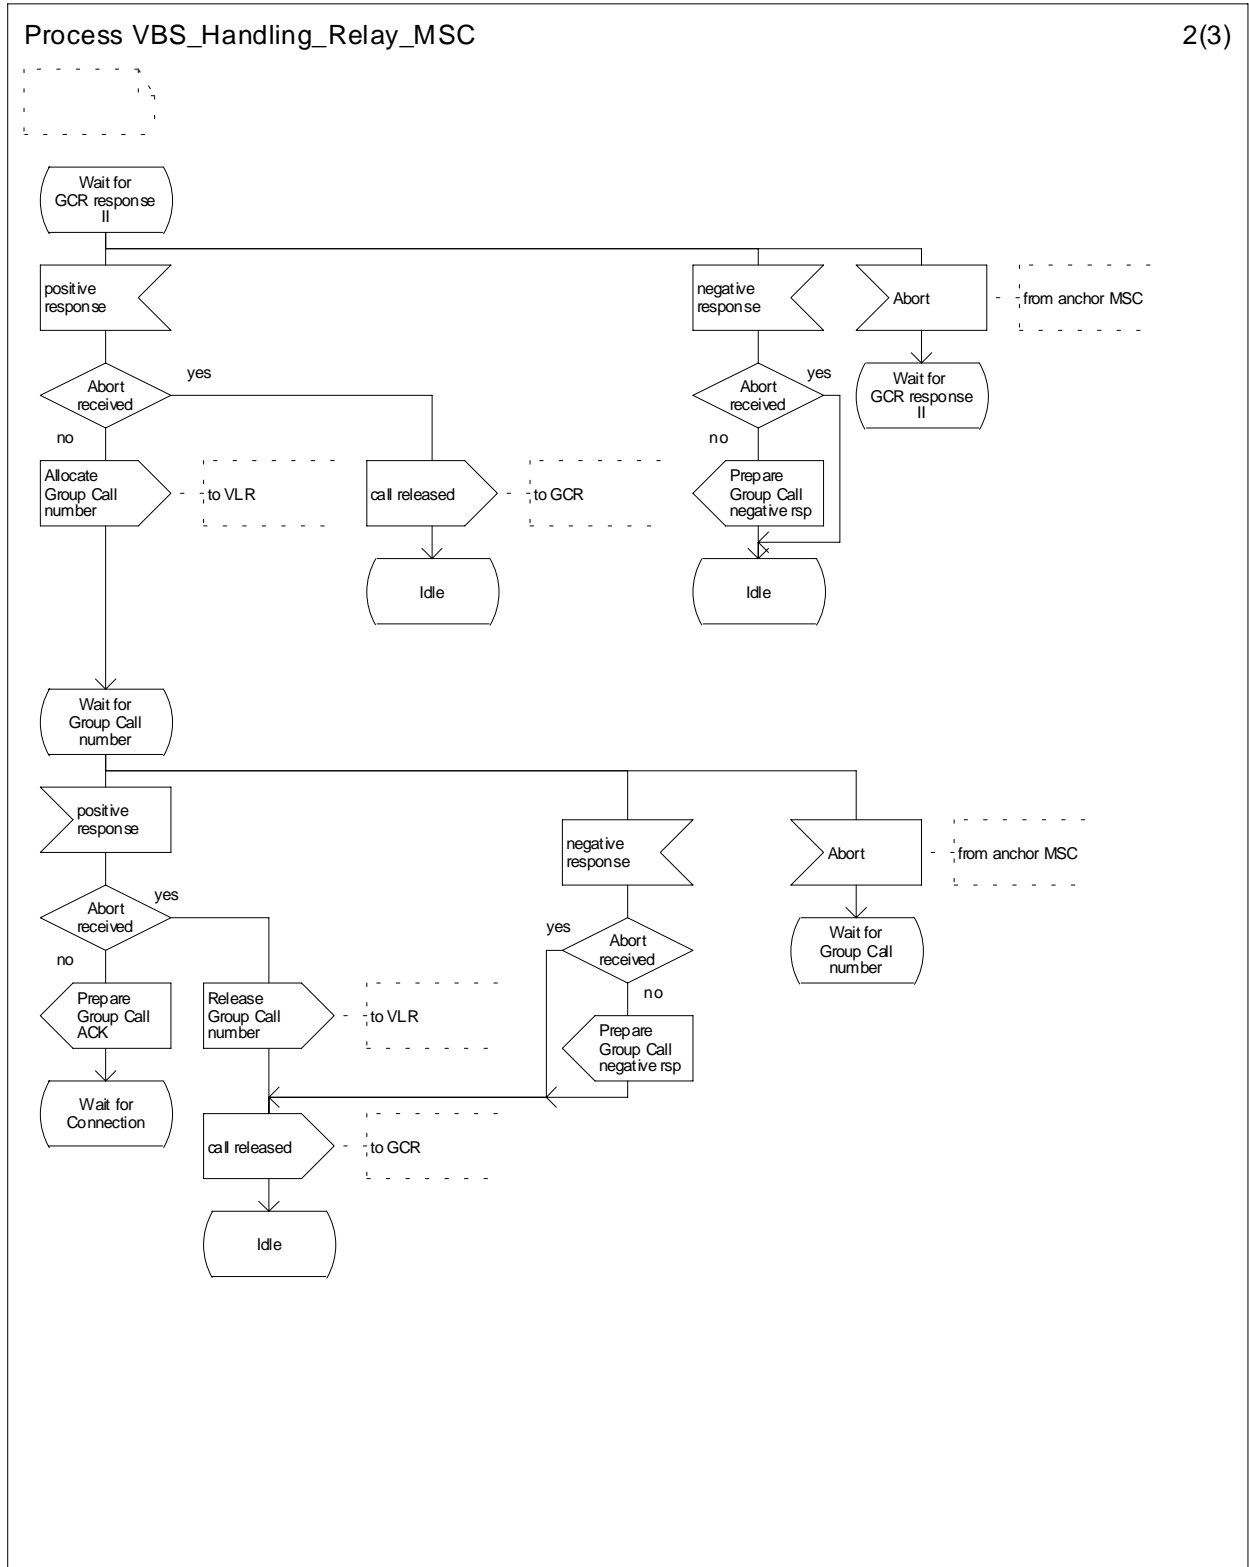 Process VBS_Handling_Relay_MSC
2(3)
Wait for
GCR response
II
positive
response
negative
response
Abort
from anchor MSC
Abort
received
yes
no
Abort
received
yes
no
Wait for
GCR response
II
Allocate
Group Call
number
to VLR
call released
to GCR
Prepare
Group Call
negative rsp
Idle
Idle
Wait for
Group Call
number
positive
response
negative
response
Abort
from anchor MSC
Abort
received
yes
no
yes
Abort
received
no
Wait for
Group Call
number
Prepare
Group Call
ACK
Release
Group Call
number
to VLR
Prepare
Group Call
negative rsp
Wait for
Connection
call released
to GCR
Idle